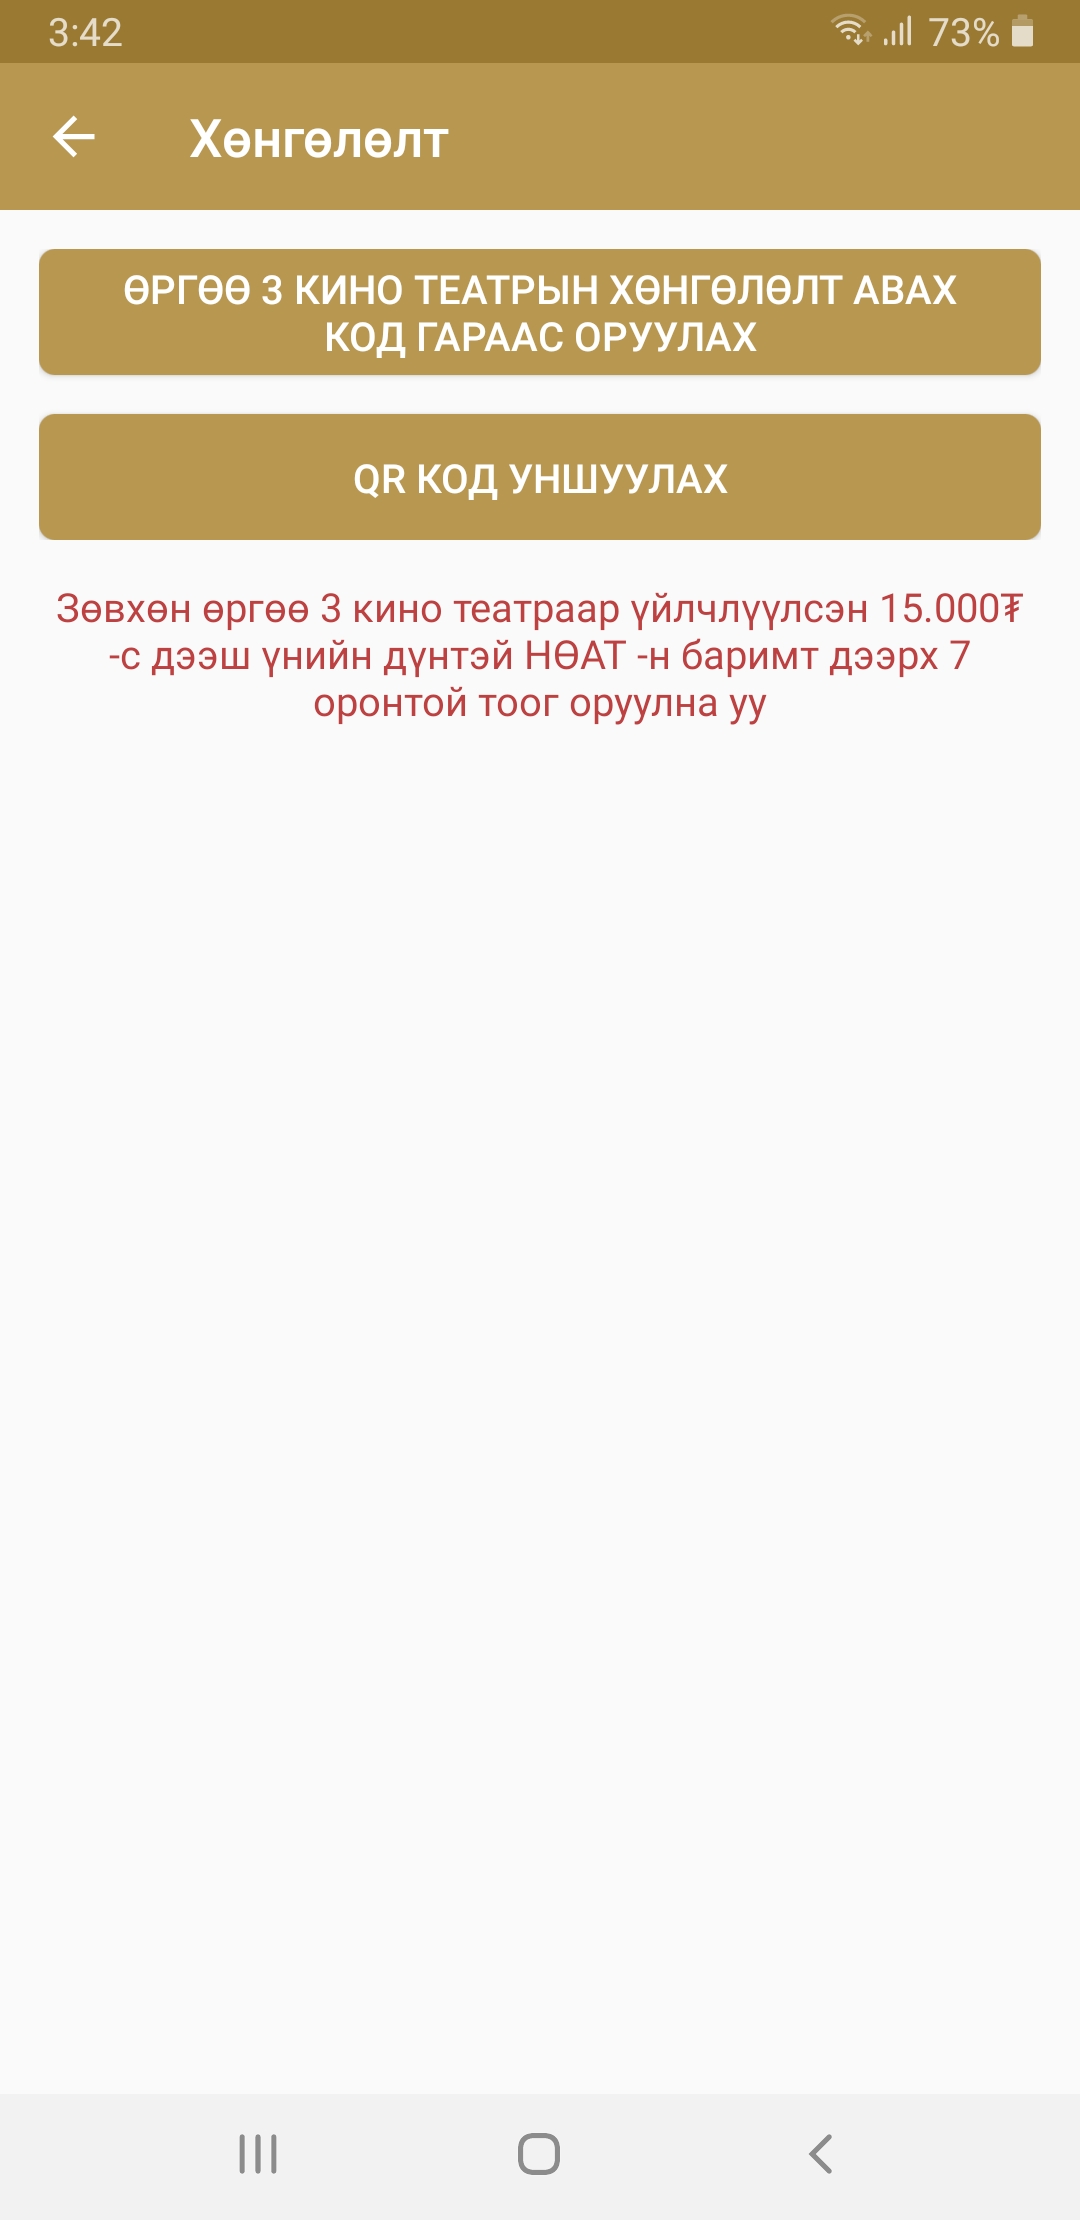 3:42
73%
Хөнгөлөлт
ӨРГӨӨ 3 КИНО ТЕАТРЫН ХӨНГӨЛӨЛТ АВАХ
КОД ГАРААС ОРУУЛАХ
QR КОД УНШУУЛАХ
Зөвхөн өргөө 3 кино театраар үйлчлүүлсэн 15.000₮
-с дээш үнийн дүнтэй НӨАТ -н баримт дээрх 7
оронтой тоог оруулна уу